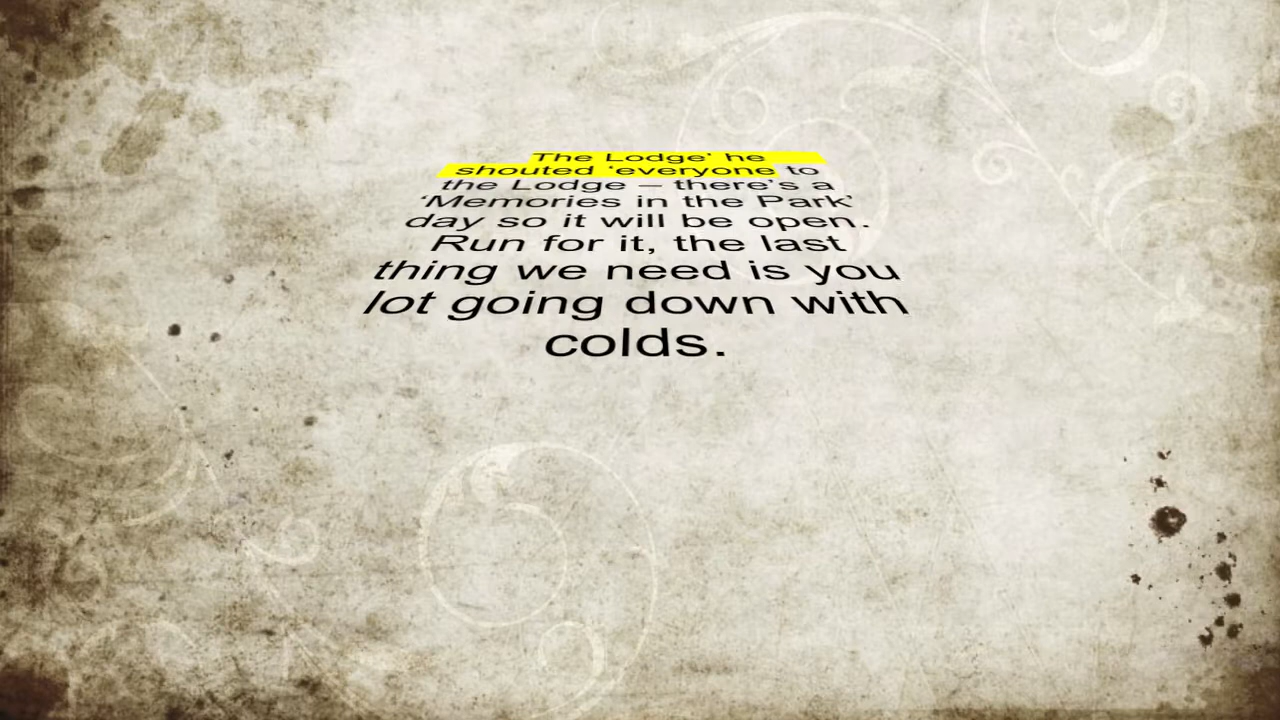 The Lodge’ he
shouted ‘everyone to
the Lodge – there’s a
‘Memories in the Park’
day so it will be open.
Run for it, the last
thing we need is you
lot going down with
colds.